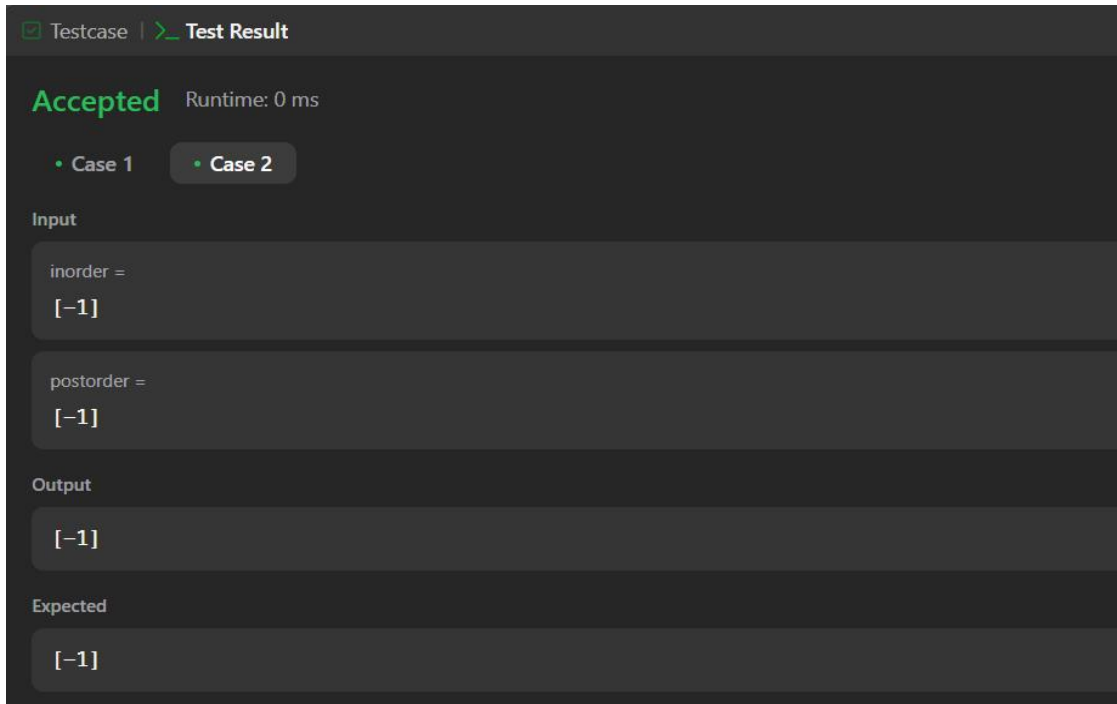 Testcase | >_ Test Result
Accepted Runtime: 0 ms
• Case 1 • Case 2
Input
inorder =
[-1]
postorder =
[-1]
Output
[-1]
Expected
[-1]